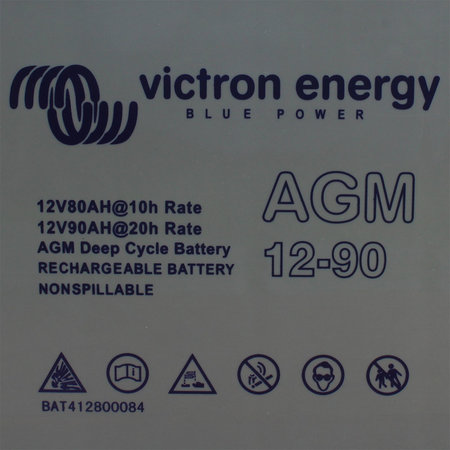 victron energy
BLUE POWER
12V80AH@10h Rate
12V90AH@20h Rate
AGM Deep Cycle Battery
RECHARGEABLE BATTERY
NONSPILLABLE
AGM
12-90
BAT412800084